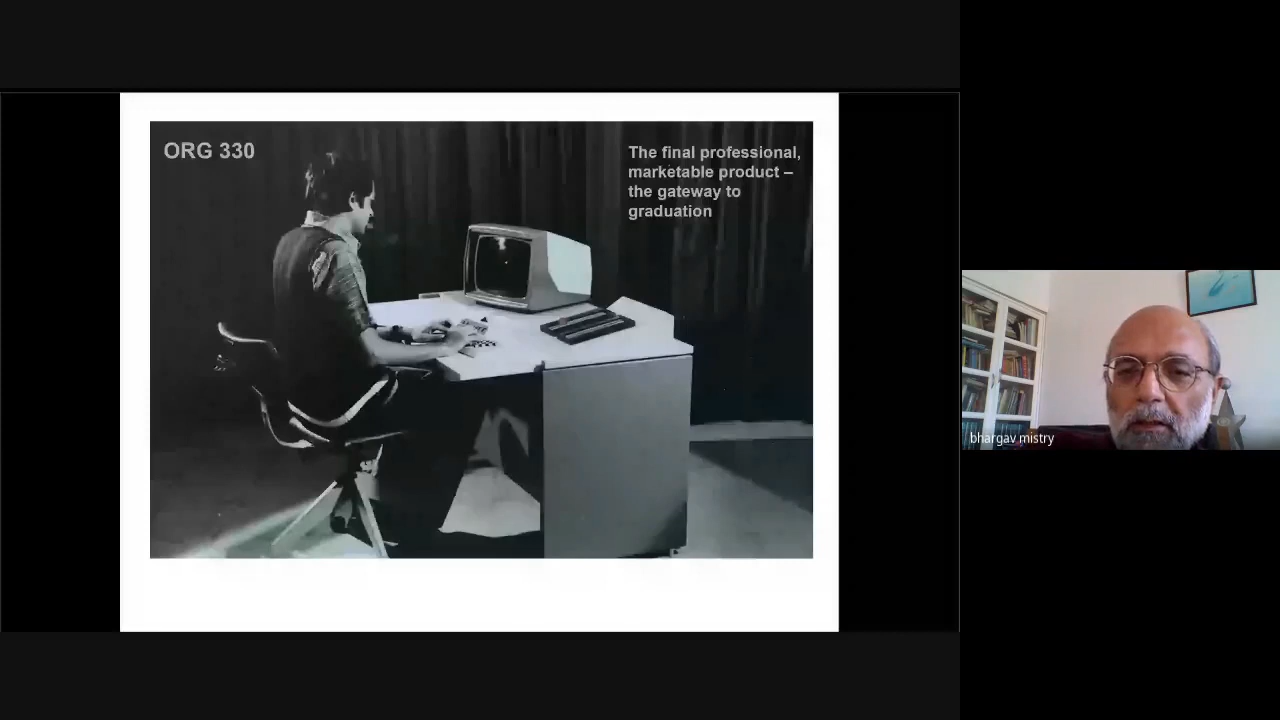 ORG 330
The final professional,
marketable product –
the gateway to
graduation
bhargav mistry